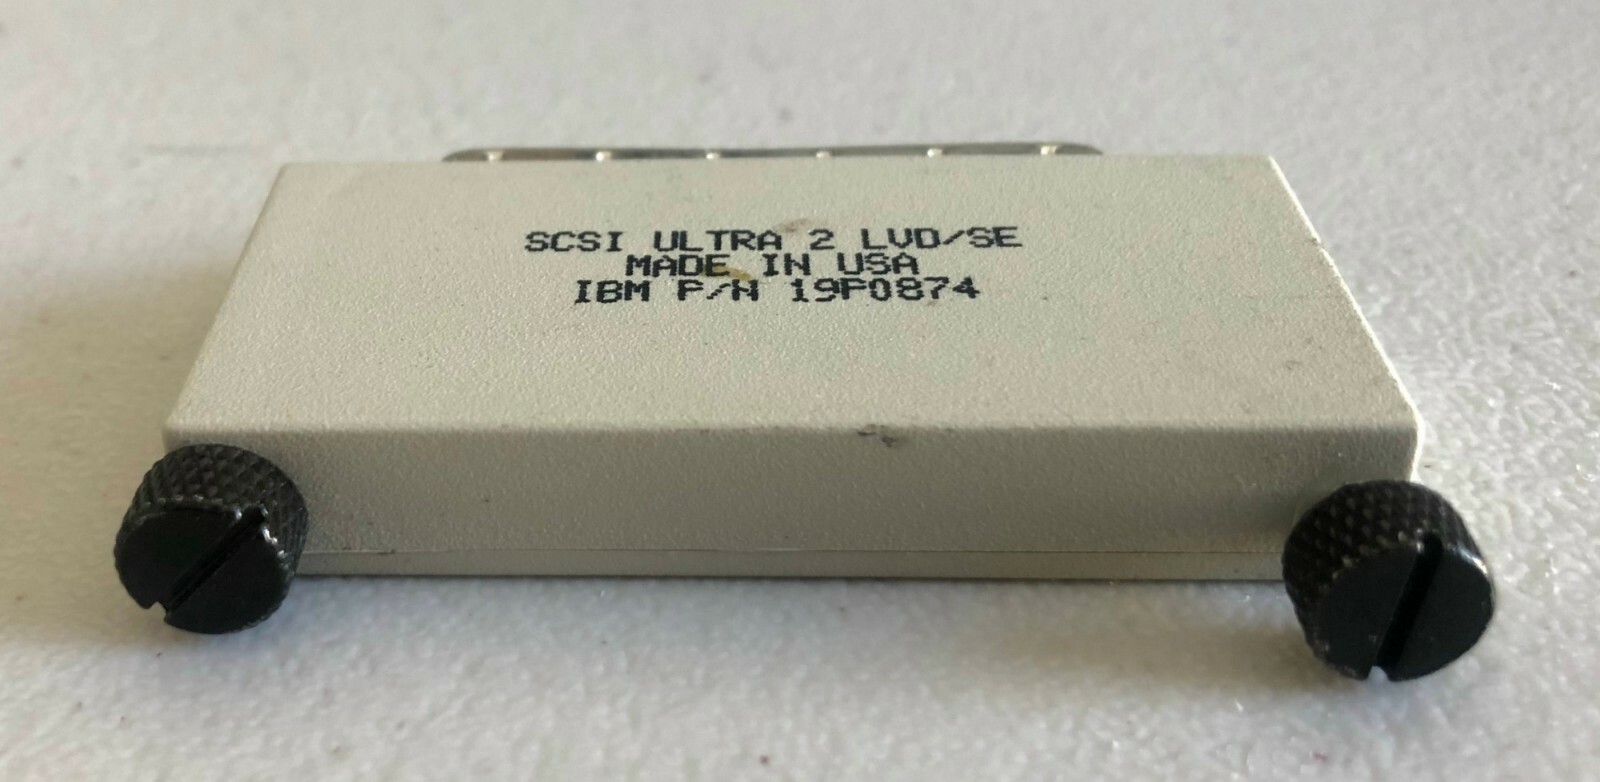 SCSI ULTRA 2 LVD/SE
MADE IN USA
IBM P/N 19P0874